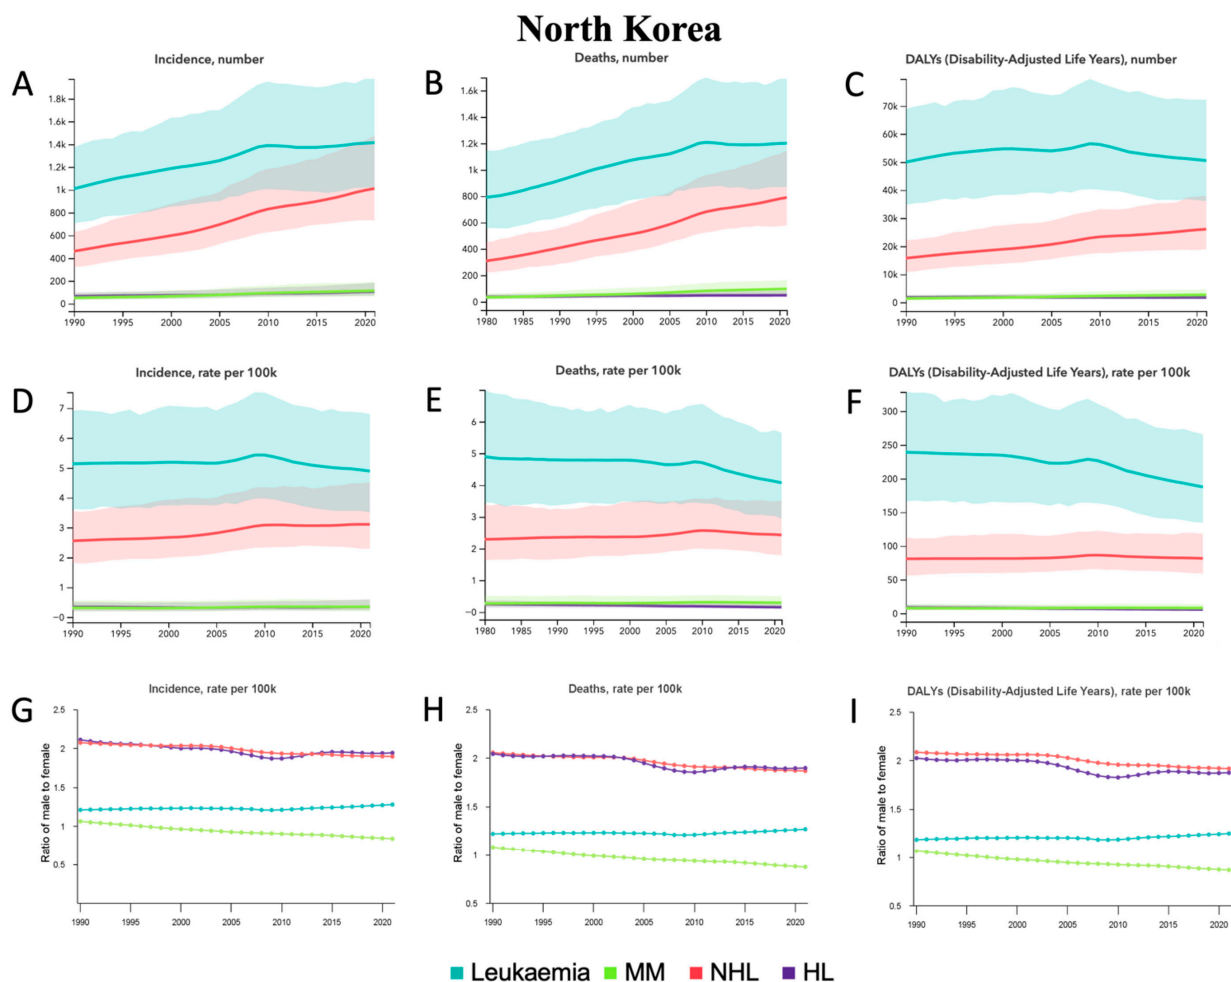 North Korea
A
Incidence, number
1.8k
1.6k
1.4k
1.2k
1k
800
600
400
200
0
1990 1995 2000 2005 2010 2015 2020
B
Deaths, number
1.6k
1.4k
1.2k
1k
800
600
400
200
0
1980 1985 1990 1995 2000 2005 2010 2015 2020
C
DALYs (Disability-Adjusted Life Years), number
70k
60k
50k
40k
30k
20k
10k
0
1990 1995 2000 2005 2010 2015 2020
D
Incidence, rate per 100k
7
6
5
4
3
2
1
−0
1990 1995 2000 2005 2010 2015 2020
E
Deaths, rate per 100k
6
5
4
3
2
1
−0
1980 1985 1990 1995 2000 2005 2010 2015 2020
F
DALYs (Disability-Adjusted Life Years), rate per 100k
300
250
200
150
100
50
0
1990 1995 2000 2005 2010 2015 2020
G
Incidence, rate per 100k
Ratio of male to female
2.5
2
1.5
1
0.5
1990 1995 2000 2005 2010 2015 2020
H
Deaths, rate per 100k
Ratio of male to female
2.5
2
1.5
1
0.5
1990 1995 2000 2005 2010 2015 2020
I
DALYs (Disability-Adjusted Life Years), rate per 100k
Ratio of male to female
2.5
2
1.5
1
0.5
1990 1995 2000 2005 2010 2015 2020
Leukaemia MM NHL HL